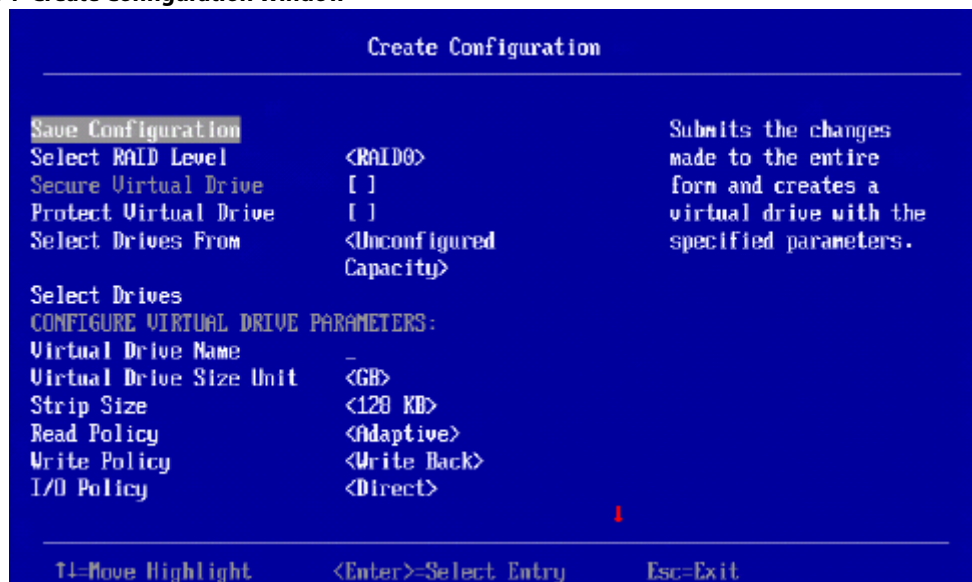 Create Configuration Window
Create Configuration
Save Configuration
Select RAID Level <RAID0>
Secure Virtual Drive [ ]
Protect Virtual Drive [ ]
Select Drives From <Unconfigured
Capacity>
Select Drives
CONFIGURE VIRTUAL DRIVE PARAMETERS:
Virtual Drive Name _
Virtual Drive Size Unit <GB>
Strip Size <128 KB>
Read Policy <Adaptive>
Write Policy <Write Back>
I/O Policy <Direct>
Submits the changes
made to the entire
form and creates a
virtual drive with the
specified parameters.
↑↓=Move Highlight <Enter>=Select Entry Esc=Exit